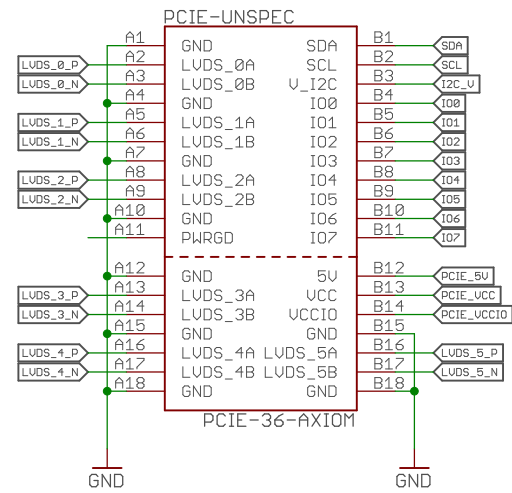 PCIE-UNSPEC
A1 GND SDA B1 SDA
LVDS_0_P A2 LVDS_0A SCL B2 SCL
LVDS_0_N A3 LVDS_0B V_I2C B3 I2C_V
A4 GND IO0 B4 IO0
LVDS_1_P A5 LVDS_1A IO1 B5 IO1
LVDS_1_N A6 LVDS_1B IO2 B6 IO2
A7 GND IO3 B7 IO3
LVDS_2_P A8 LVDS_2A IO4 B8 IO4
LVDS_2_N A9 LVDS_2B IO5 B9 IO5
A10 GND IO6 B10 IO6
A11 PWRGD IO7 B11 IO7
A12 GND 5V B12 PCIE_5V
LVDS_3_P A13 LVDS_3A VCC B13 PCIE_VCC
LVDS_3_N A14 LVDS_3B VCCIO B14 PCIE_VCCIO
A15 GND GND B15
LVDS_4_P A16 LVDS_4A LVDS_5A B16 LVDS_5_P
LVDS_4_N A17 LVDS_4B LVDS_5B B17 LVDS_5_N
A18 GND GND B18
PCIE-36-AXIOM
GND GND